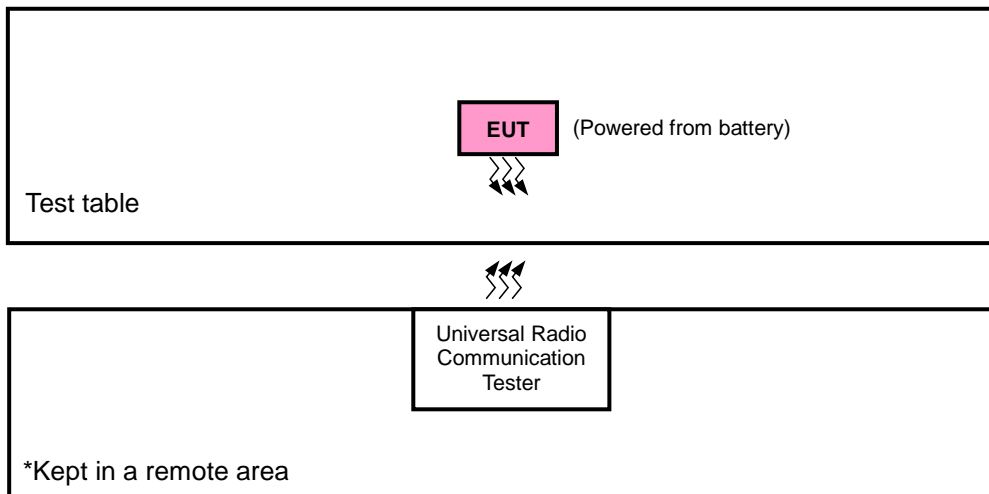 EUT
(Powered from battery)
Test table
Universal Radio
Communication
Tester
*Kept in a remote area